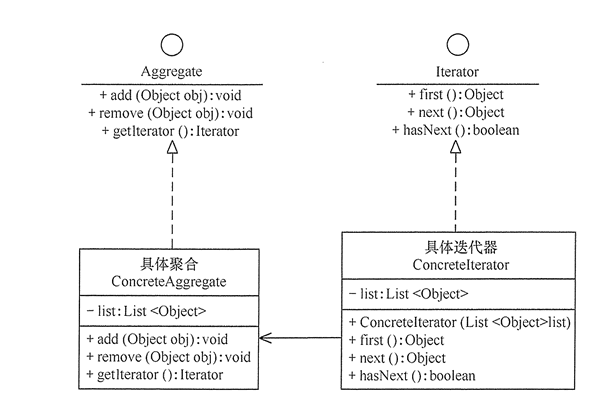 Aggregate
+ add (Object obj):void
+ remove (Object obj):void
+ getIterator ():Iterator
Iterator
+ first ():Object
+ next ():Object
+ hasNext ():boolean
具体聚合
ConcreteAggregate
− list:List <Object>
+ add (Object obj):void
+ remove (Object obj):void
+ getIterator ():Iterator
具体迭代器
ConcreteIterator
− list:List <Object>
+ ConcreteIterator (List <Object>list)
+ first ():Object
+ next ():Object
+ hasNext ():boolean